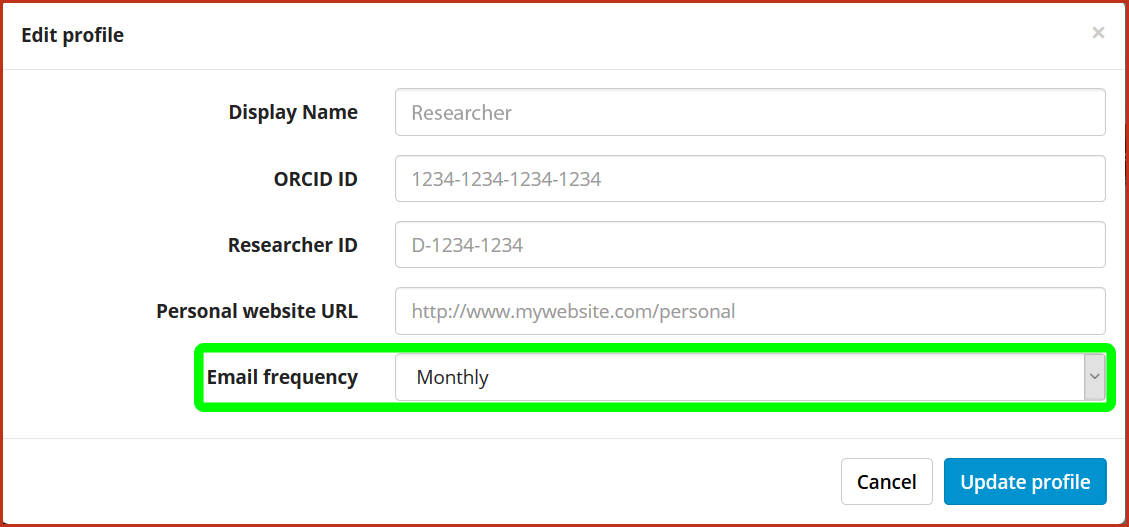 Edit profile ×
Display Name Researcher
ORCID ID 1234-1234-1234-1234
Researcher ID D-1234-1234
Personal website URL http://www.mywebsite.com/personal
Email frequency Monthly
Cancel Update profile